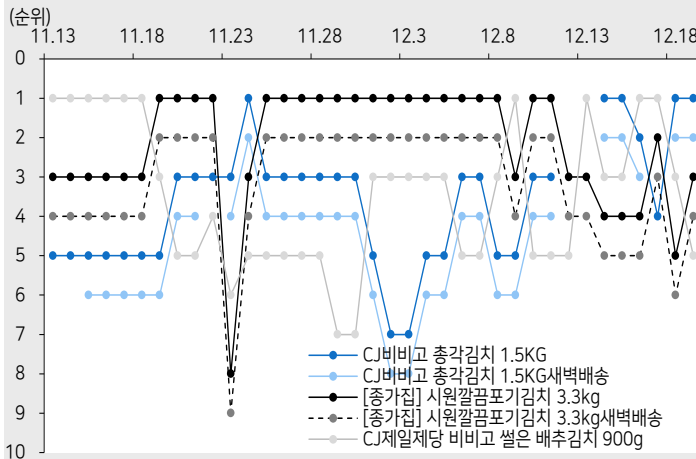 (순위)
11.13 11.18 11.23 11.28 12.3 12.8 12.13 12.18
0
1
2
3
4
5
6
7
8
9
10
CJ비비고 총각김치 1.5KG
CJ비비고 총각김치 1.5KG새벽배송
[종가집] 시원깔끔포기김치 3.3kg
[종가집] 시원깔끔포기김치 3.3kg새벽배송
CJ제일제당 비비고 썰은 배추김치 900g